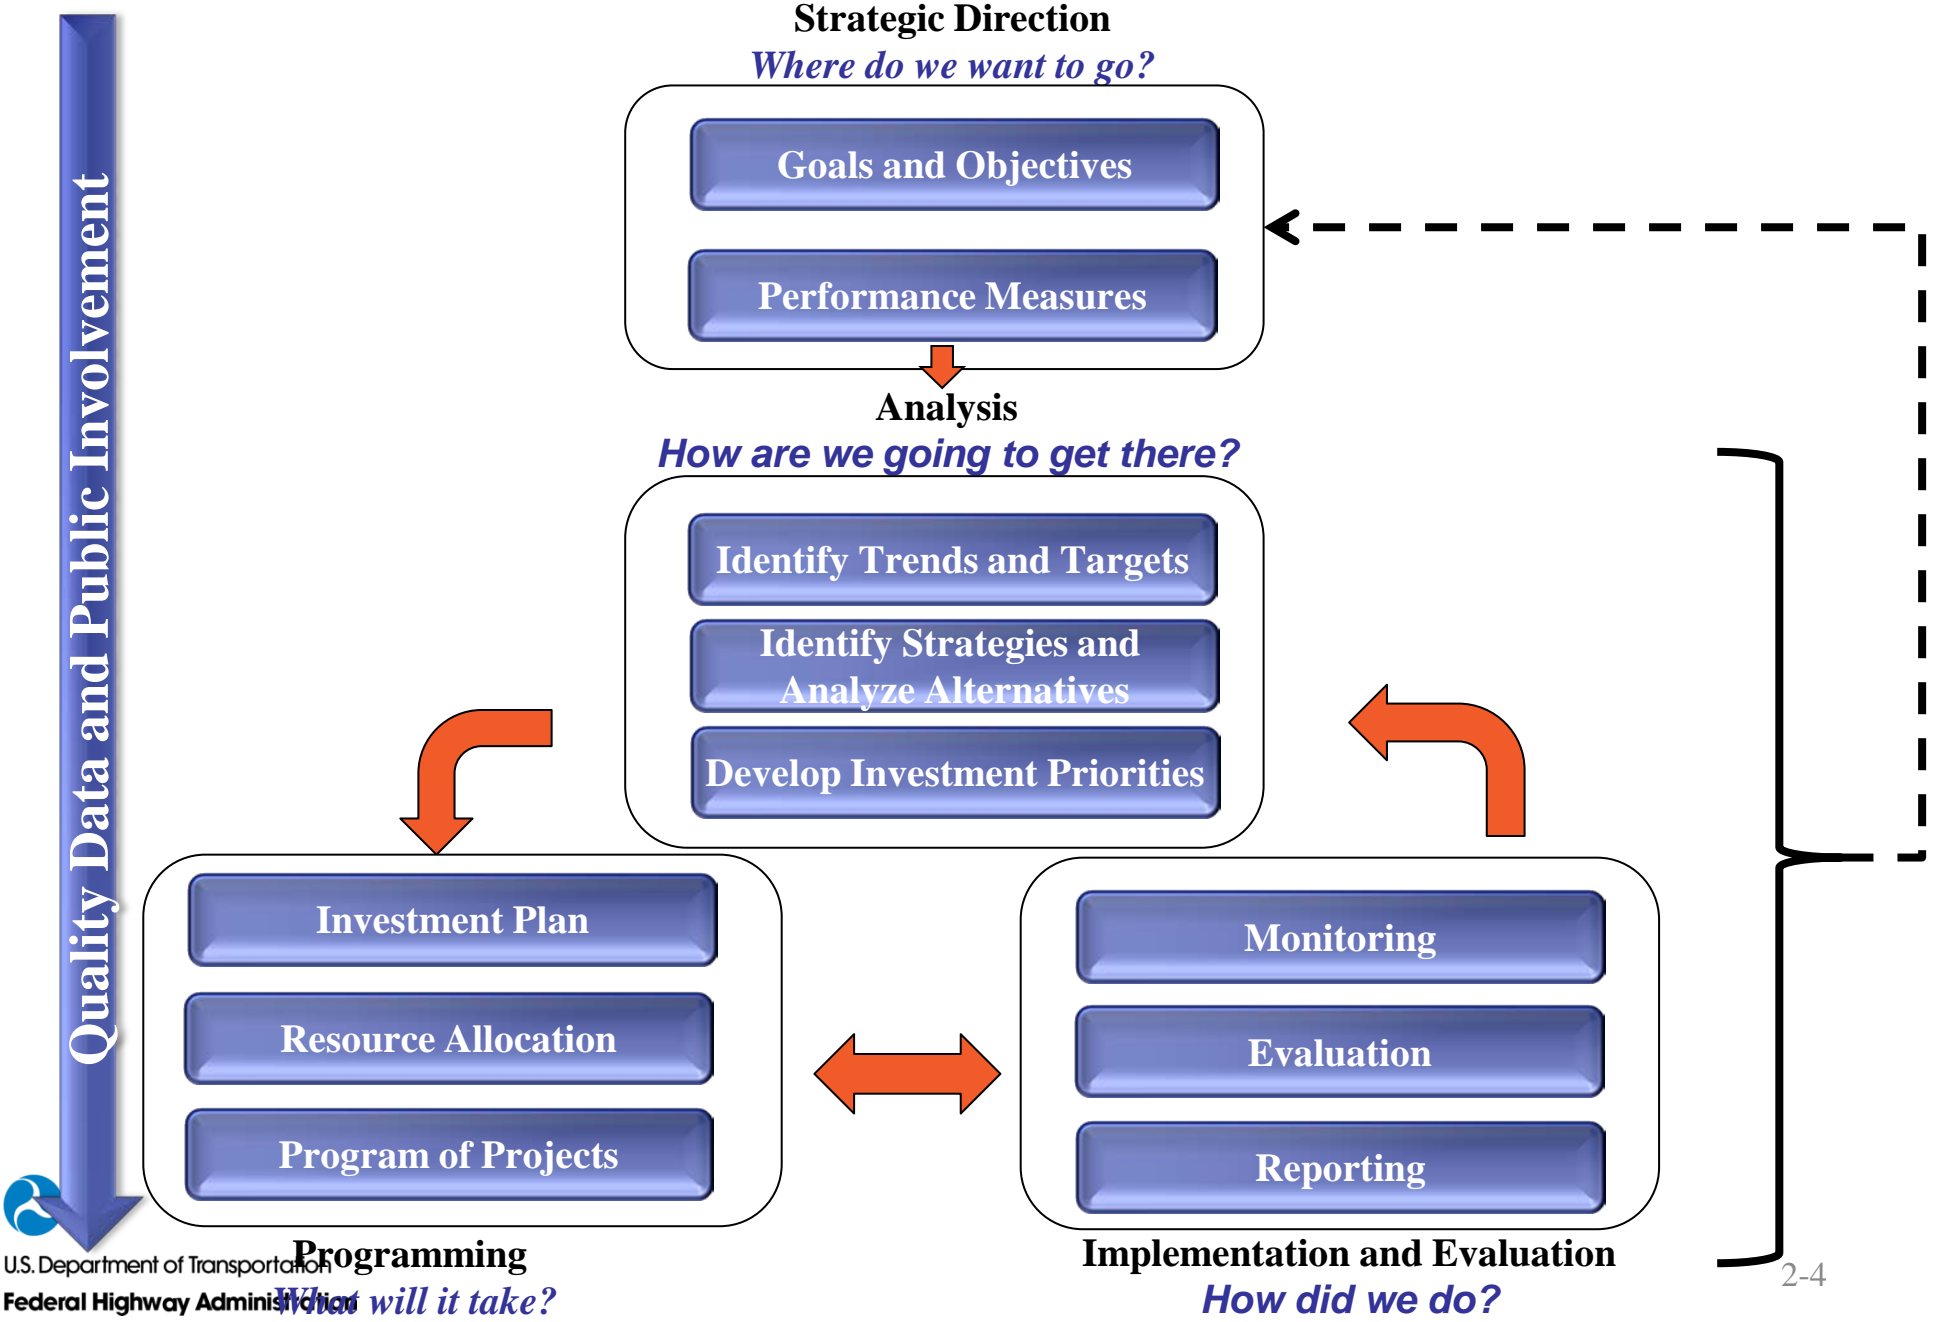 Strategic Direction
Where do we want to go?
Goals and Objectives
Performance Measures
Analysis
How are we going to get there?
Identify Trends and Targets
Identify Strategies and
Analyze Alternatives
Develop Investment Priorities
Quality Data and Public Involvement
Investment Plan
Resource Allocation
Program of Projects
Programming
What will it take?
Monitoring
Evaluation
Reporting
Implementation and Evaluation
How did we do?
U.S. Department of Transportation
Federal Highway Administration
2-4